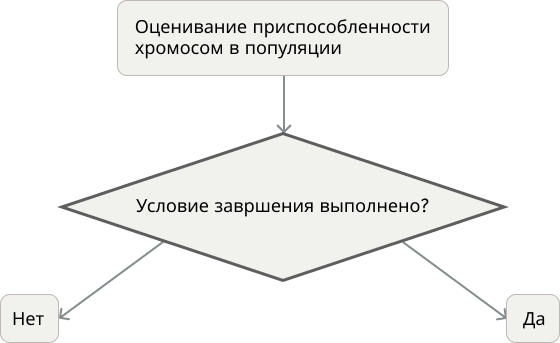 Оценивание приспособленности
хромосом в популяции
Условие завршения выполнено?
Нет
Да